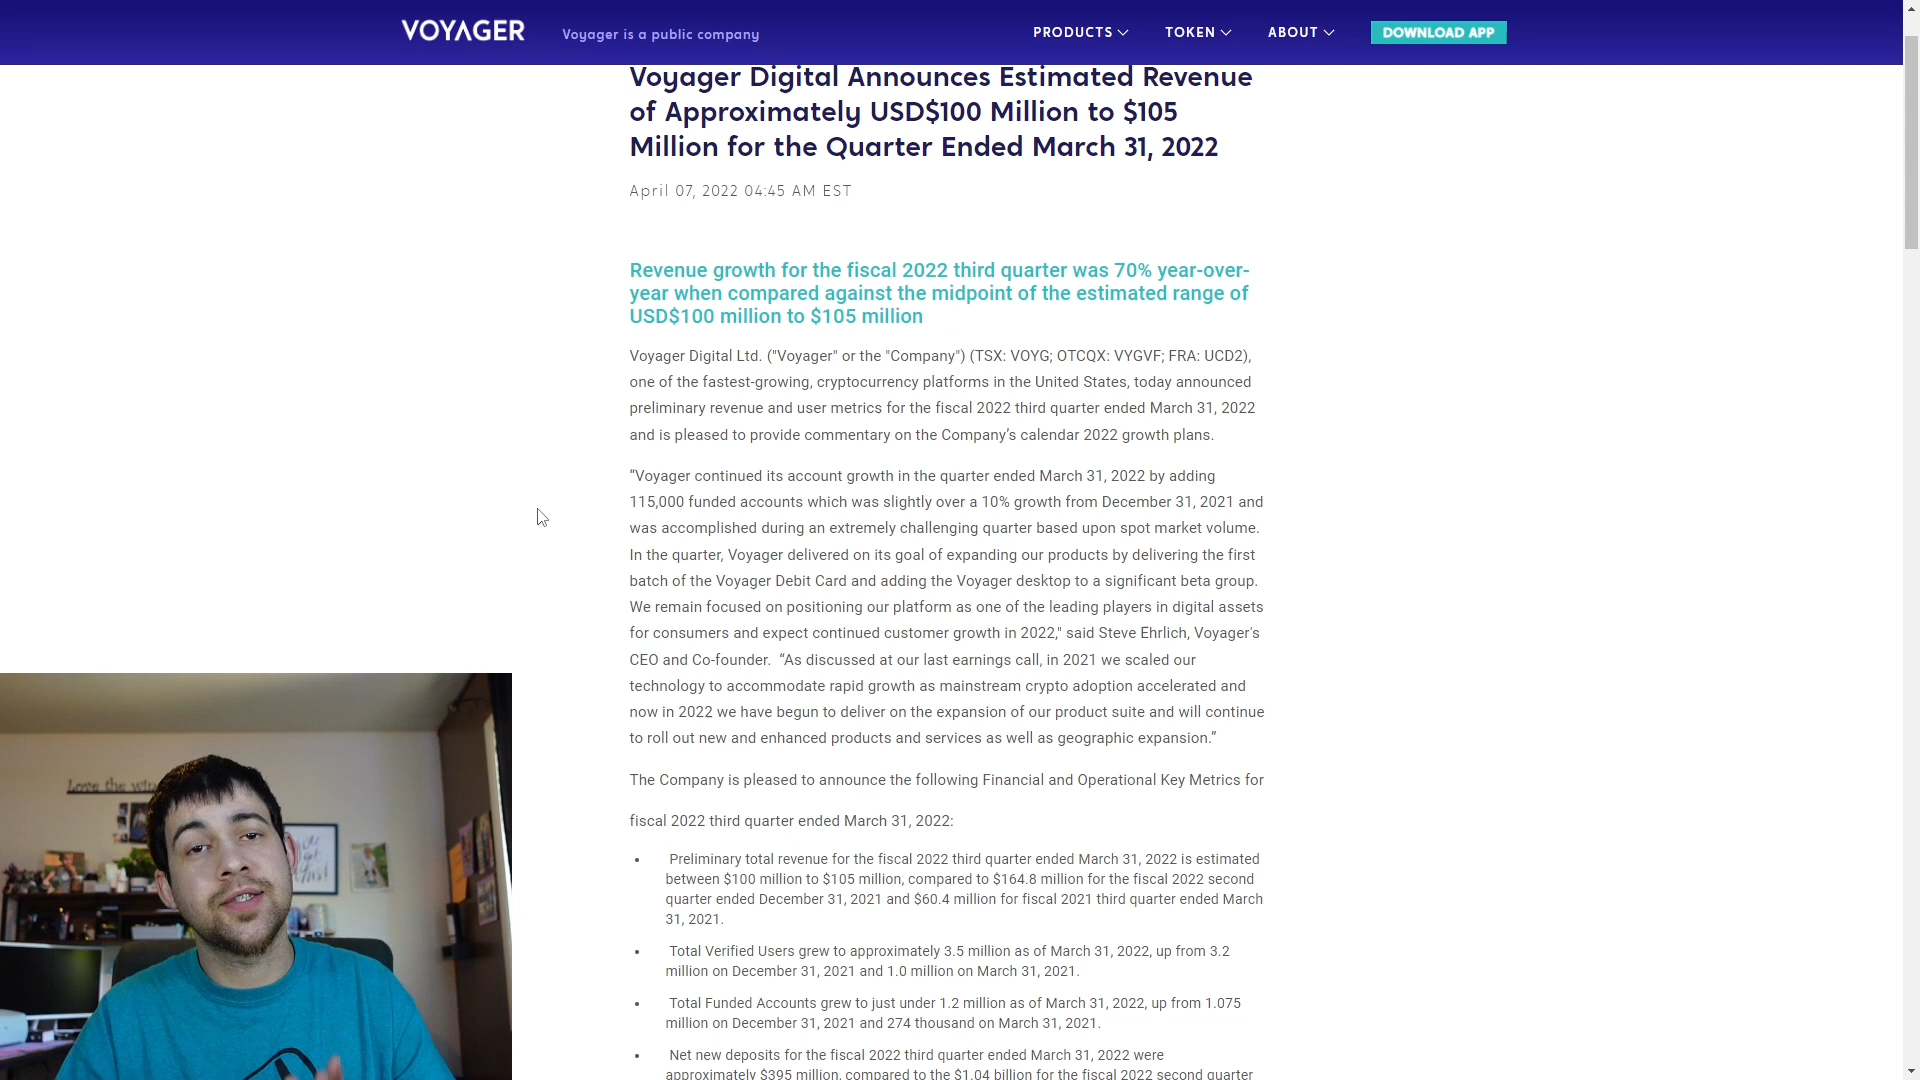 VOYAGER
Voyager is a public company
PRODUCTS
TOKEN
ABOUT
DOWNLOAD APP
Voyager Digital Announces Estimated Revenue
of Approximately USD$100 Million to $105
Million for the Quarter Ended March 31, 2022
April 07, 2022 04:45 AM EST
Revenue growth for the fiscal 2022 third quarter was 70% year-over-
year when compared against the midpoint of the estimated range of
USD$100 million to $105 million
Voyager Digital Ltd. ("Voyager" or the "Company") (TSX: VOYG; OTCQX: VYGVF; FRA: UCD2),
one of the fastest-growing, cryptocurrency platforms in the United States, today announced
preliminary revenue and user metrics for the fiscal 2022 third quarter ended March 31, 2022
and is pleased to provide commentary on the Company’s calendar 2022 growth plans.
“Voyager continued its account growth in the quarter ended March 31, 2022 by adding
115,000 funded accounts which was slightly over a 10% growth from December 31, 2021 and
was accomplished during an extremely challenging quarter based upon spot market volume.
In the quarter, Voyager delivered on its goal of expanding our products by delivering the first
batch of the Voyager Debit Card and adding the Voyager desktop to a significant beta group.
We remain focused on positioning our platform as one of the leading players in digital assets
for consumers and expect continued customer growth in 2022," said Steve Ehrlich, Voyager's
CEO and Co-founder.  “As discussed at our last earnings call, in 2021 we scaled our
technology to accommodate rapid growth as mainstream crypto adoption accelerated and
now in 2022 we have begun to deliver on the expansion of our product suite and will continue
to roll out new and enhanced products and services as well as geographic expansion.”
The Company is pleased to announce the following Financial and Operational Key Metrics for
fiscal 2022 third quarter ended March 31, 2022:
• Preliminary total revenue for the fiscal 2022 third quarter ended March 31, 2022 is estimated
between $100 million to $105 million, compared to $164.8 million for the fiscal 2022 second
quarter ended December 31, 2021 and $60.4 million for fiscal 2021 third quarter ended March
31, 2021.
• Total Verified Users grew to approximately 3.5 million as of March 31, 2022, up from 3.2
million on December 31, 2021 and 1.0 million on March 31, 2021.
• Total Funded Accounts grew to just under 1.2 million as of March 31, 2022, up from 1.075
million on December 31, 2021 and 274 thousand on March 31, 2021.
• Net new deposits for the fiscal 2022 third quarter ended March 31, 2022 were
approximately $395 million, compared to the $1.04 billion for the fiscal 2022 second quarter
Love the